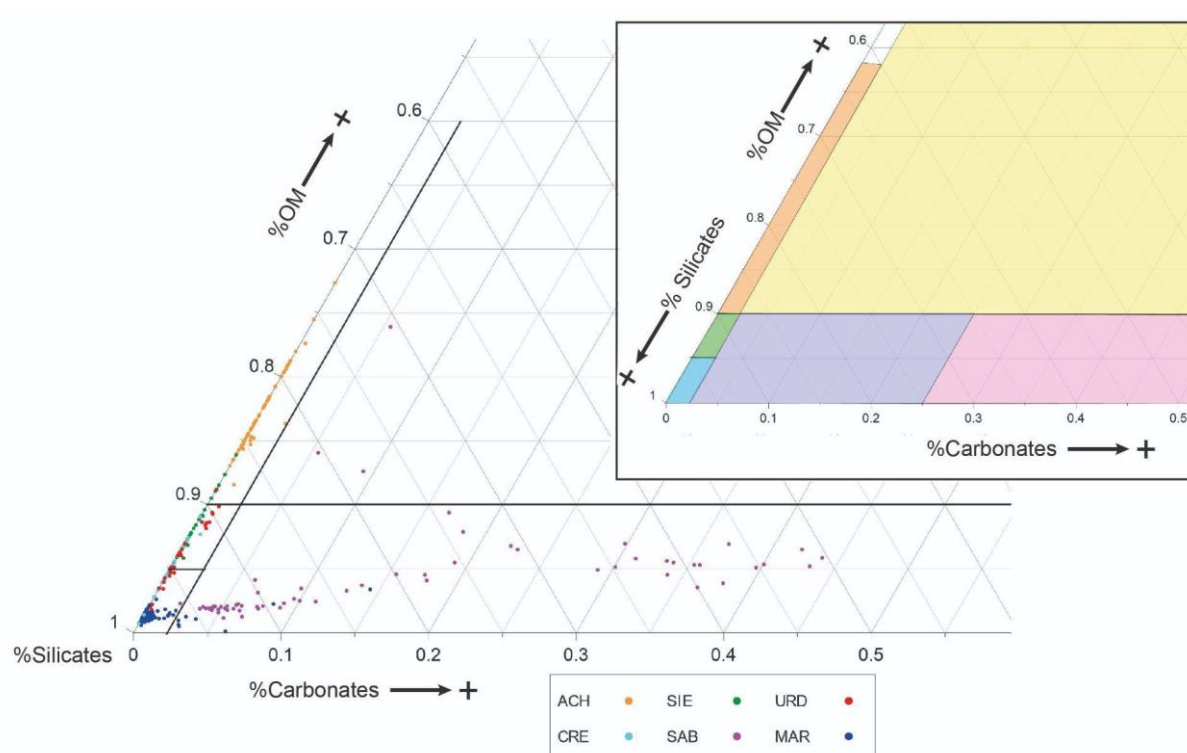 %OM → +
0.6
0.7
0.8
0.9
1
%Silicates
0
0.1
0.2
0.3
0.4
0.5
%Carbonates → +
%OM → +
0.6
0.7
0.8
0.9
1
% Silicates
+
0
0.1
0.2
0.3
0.4
0.5
%Carbonates → +
ACH SIE URD
CRE SAB MAR